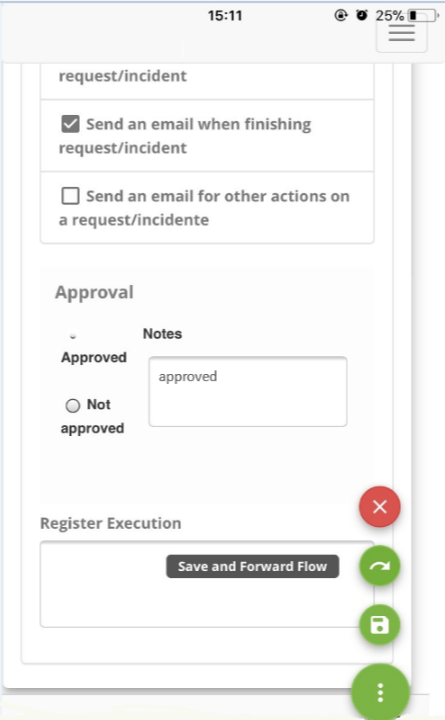 15:11
25%
request/incident
Send an email when finishing
request/incident
Send an email for other actions on
a request/incidente
Approval
Notes
Approved
approved
Not
approved
Register Execution
Save and Forward Flow